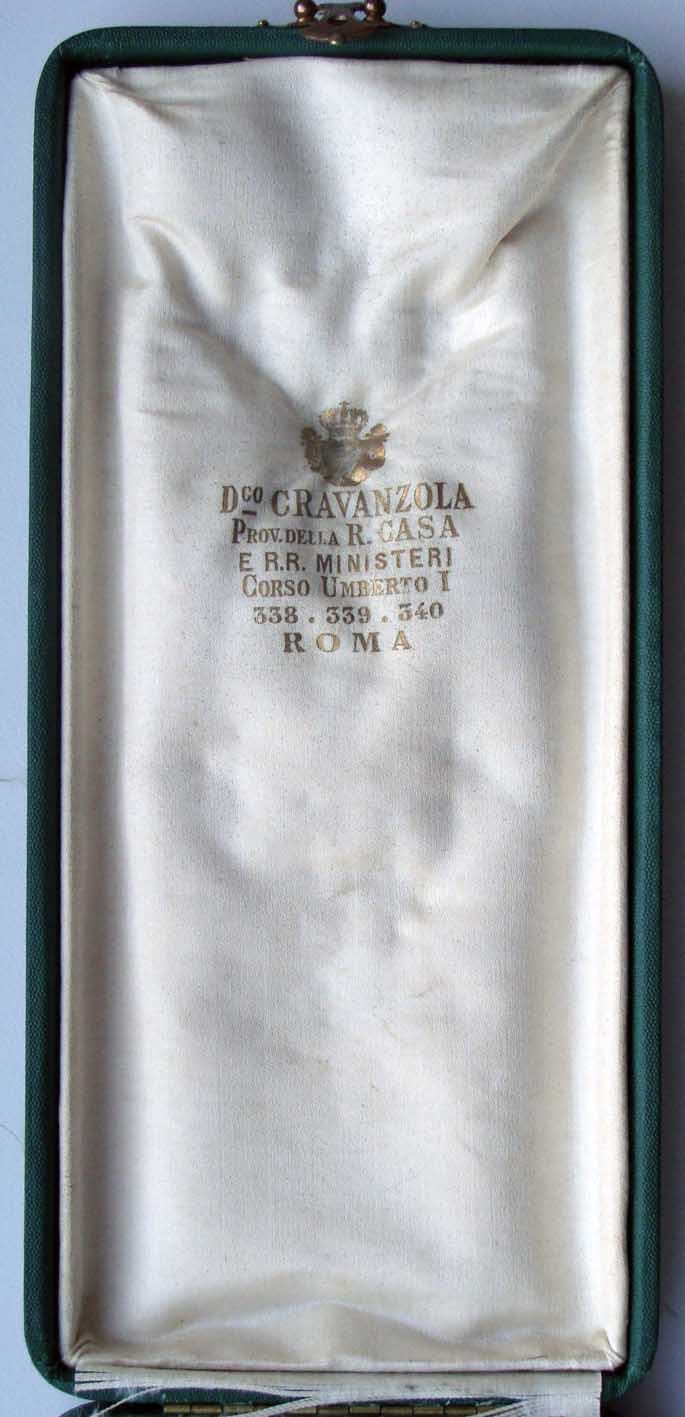 Dco CRAVANZOLA
PROV. DELLA R. CASA
E R.R. MINISTERI
CORSO UMBERTO I
338 . 339 . 340
ROMA